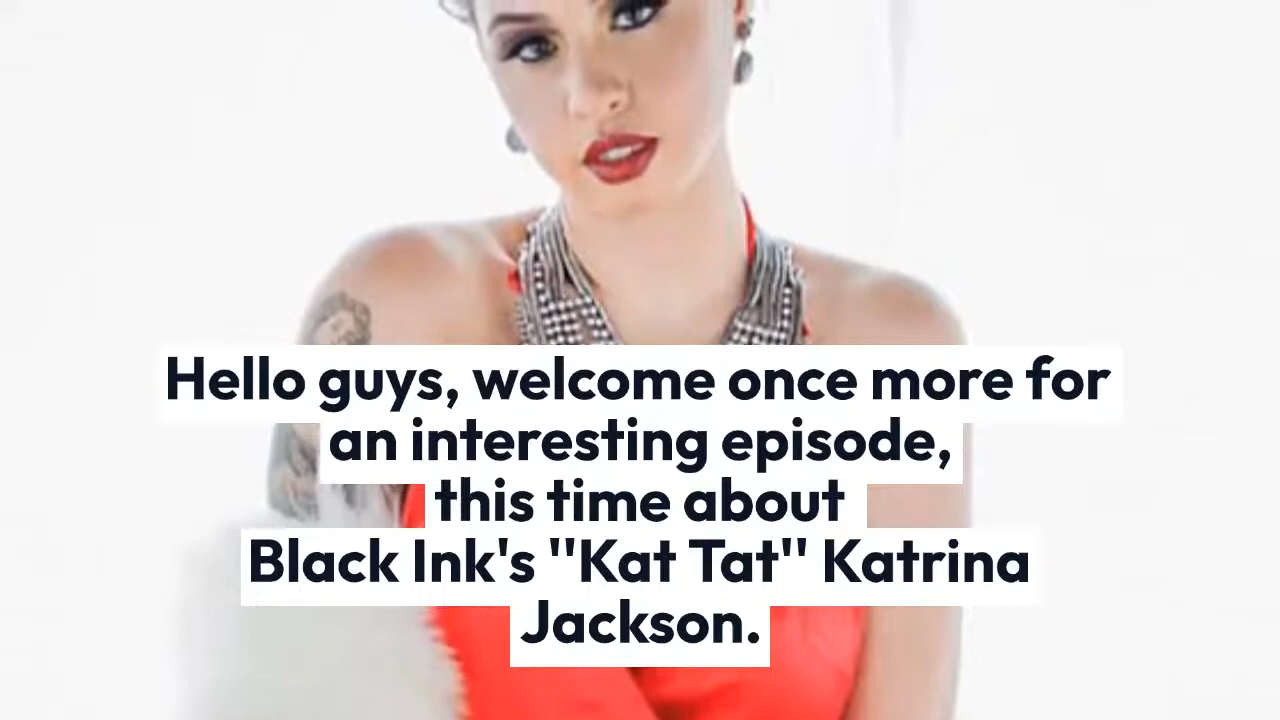 Hello guys, welcome once more for
an interesting episode,
this time about
Black Ink's "Kat Tat" Katrina
Jackson.